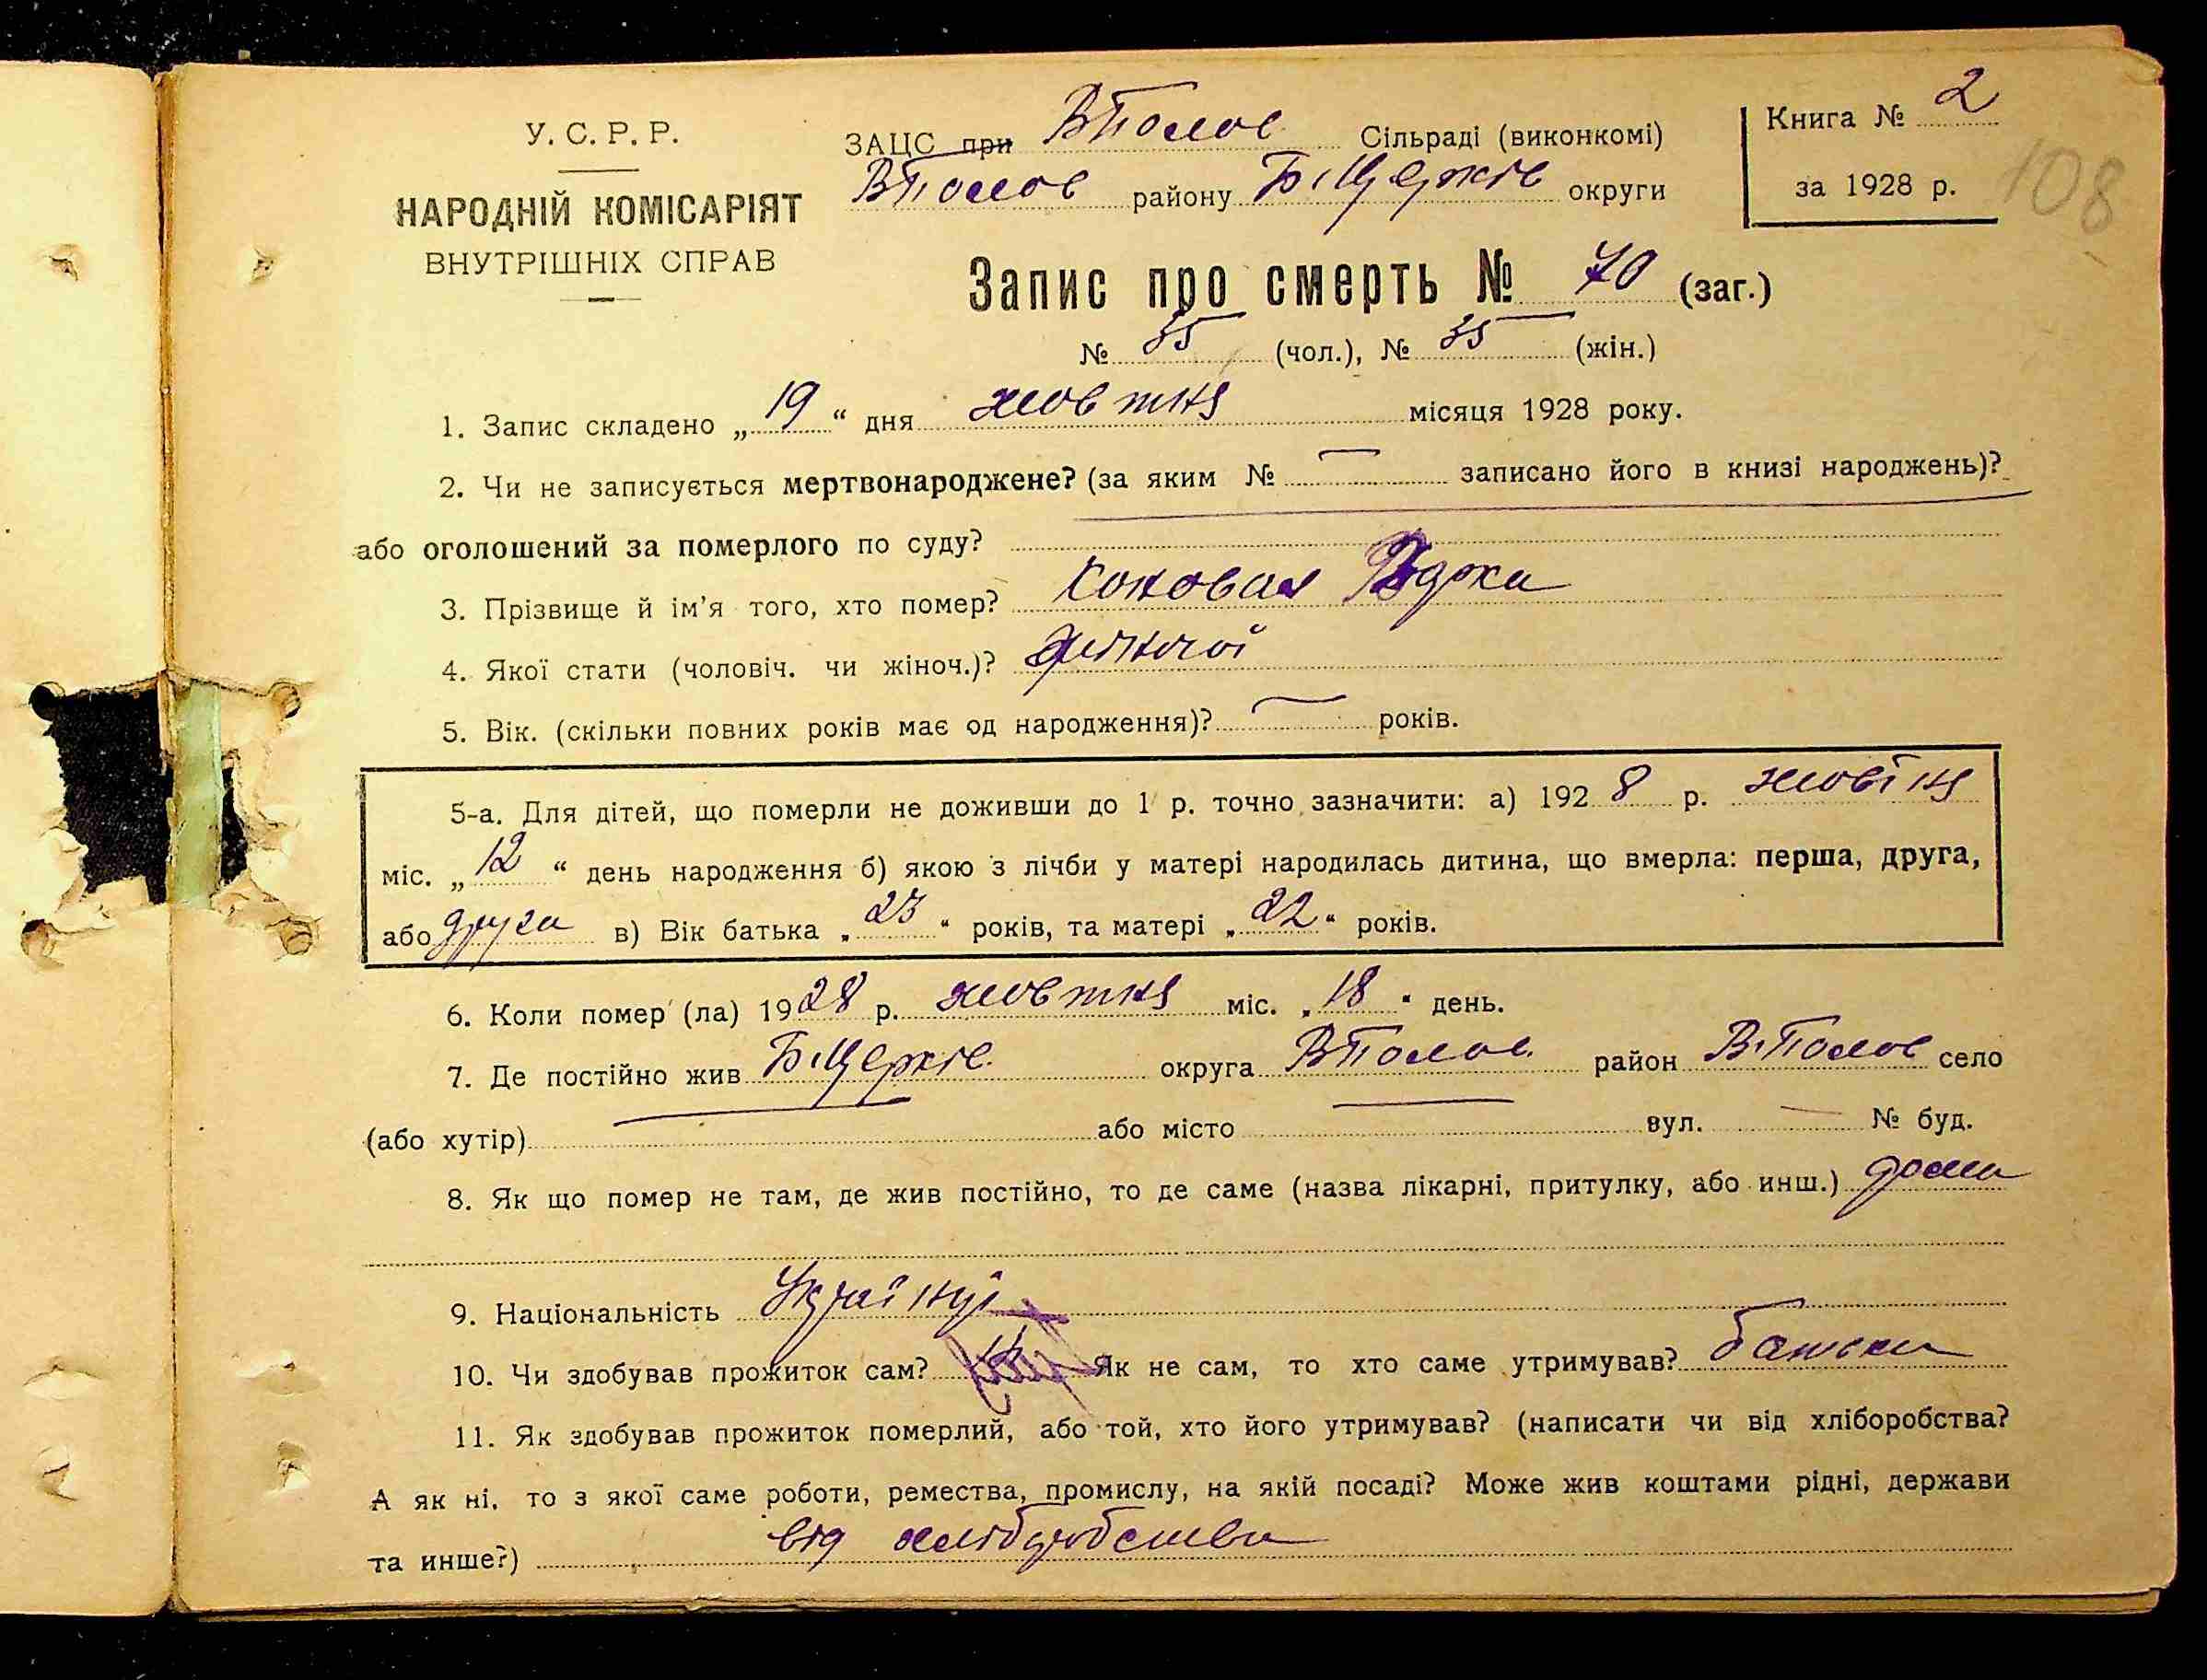 У. С. Р. Р.
НАРОДНІЙ КОМІСАРІЯТ
ВНУТРІШНІХ СПРАВ
ЗАЦС при ВПолов Сільраді (виконкомі)
ВПолов району Б.Церків округи
Книга № 2
за 1928 р.
108
Запис про смерть № 70 (заг.)
№ 35 (чол.), № 35 (жін.)
1. Запис складено „ 19 “ дня жовтня місяця 1928 року.
2. Чи не записується мертвонароджене? (за яким № — записано його в книзі народжень)?
або оголошений за померлого по суду?
3. Прізвище й ім’я того, хто помер? Коновал
4. Якої стати (чоловіч. чи жіноч.)? жіночої
5. Вік. (скільки повних років має од народження)? — років.
5-а. Для дітей, що померли не доживши до 1 р. точно зазначити: а) 1928 р. жовтня
міс. „ 12 “ день народження б) якою з лічби у матері народилась дитина, що вмерла: перша, друга,
або друга в) Вік батька „ 23 “ років, та матері „ 22 “ років.
6. Коли помер (ла) 1928 р. жовтня міс. „ 18 “ день.
7. Де постійно жив Б.Церків. округа ВПолов. район В.Полов село
(або хутір) — або місто — вул. — № буд.
8. Як що помер не там, де жив постійно, то де саме (назва лікарні, притулку, або инш.) дома
9. Національність
10. Чи здобував прожиток сам? Як не сам, то хто саме утримував? батьки
11. Як здобував прожиток померлий, або той, хто його утримував? (написати чи від хліборобства?
А як ні, то з якої саме роботи, ремества, промислу, на якій посаді? Може жив коштами рідні, держави
та инше?) від хліборобства